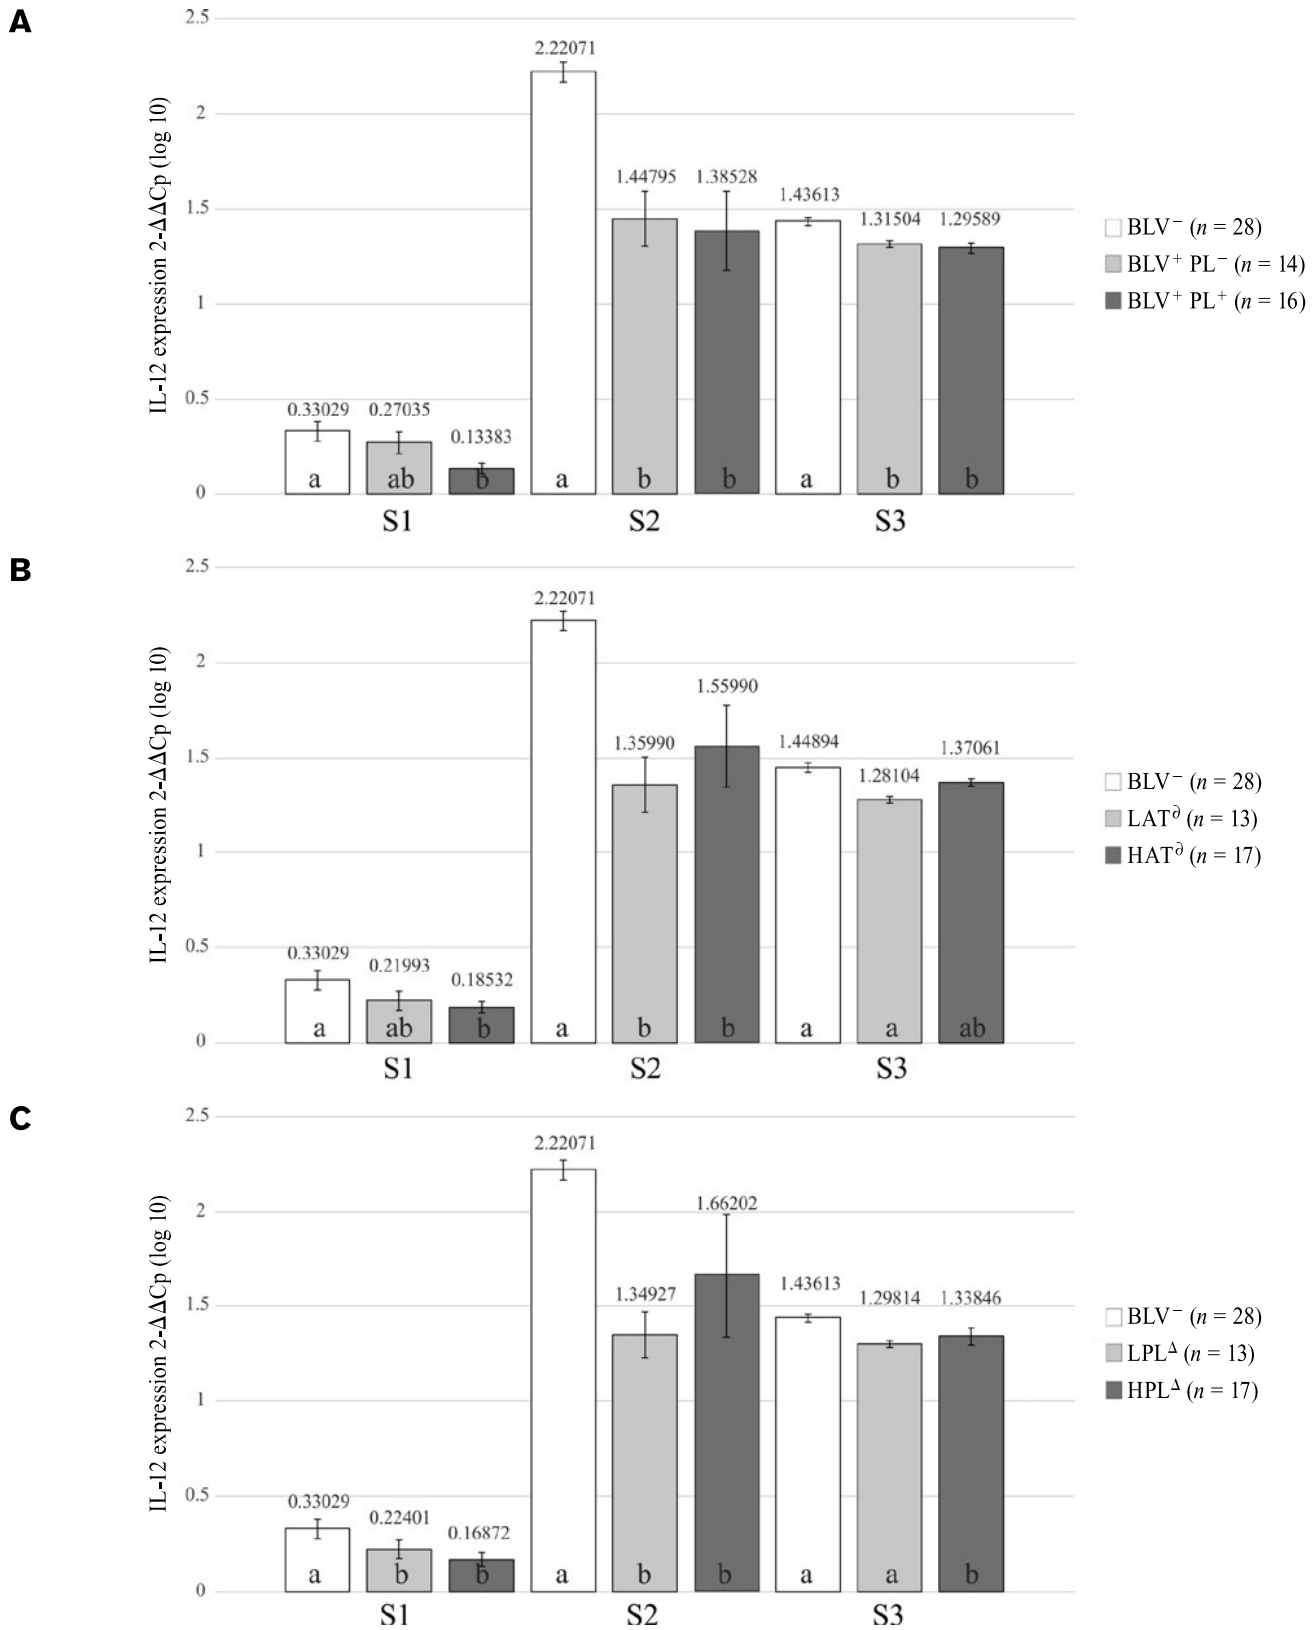 A
IL-12 expression 2-ΔΔCp (log 10)
2.5
2
1.5
1
0.5
0
0.33029
0.27035
0.13383
2.22071
1.44795
1.38528
1.43613
1.31504
1.29589
a ab b a b b a b b
S1 S2 S3
BLV⁻ (n = 28)
BLV⁺ PL⁻ (n = 14)
BLV⁺ PL⁺ (n = 16)
B
IL-12 expression 2-ΔΔCp (log 10)
2.5
2
1.5
1
0.5
0
0.33029
0.21993
0.18532
2.22071
1.35990
1.55990
1.44894
1.28104
1.37061
a ab b a b b a a ab
S1 S2 S3
BLV⁻ (n = 28)
LAT∂ (n = 13)
HAT∂ (n = 17)
C
IL-12 expression 2-ΔΔCp (log 10)
2.5
2
1.5
1
0.5
0
0.33029
0.22401
0.16872
2.22071
1.34927
1.66202
1.43613
1.29814
1.33846
a b b a b b a a b
S1 S2 S3
BLV⁻ (n = 28)
LPLΔ (n = 13)
HPLΔ (n = 17)